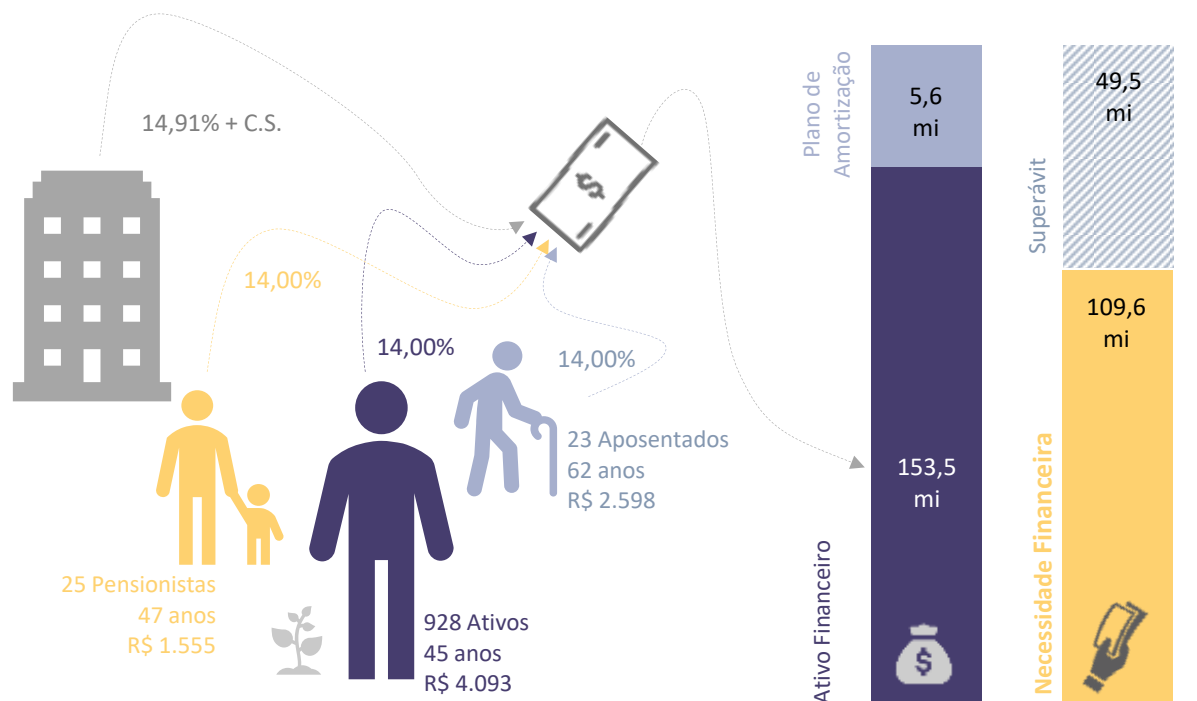 14,91% + C.S.
14,00%
14,00%
14,00%
25 Pensionistas
47 anos
R$ 1.555
928 Ativos
45 anos
R$ 4.093
23 Aposentados
62 anos
R$ 2.598
Plano de
Amortização
5,6
mi
Ativo Financeiro
153,5
mi
$
$
Superávit
49,5
mi
Necessidade Financeira
109,6
mi